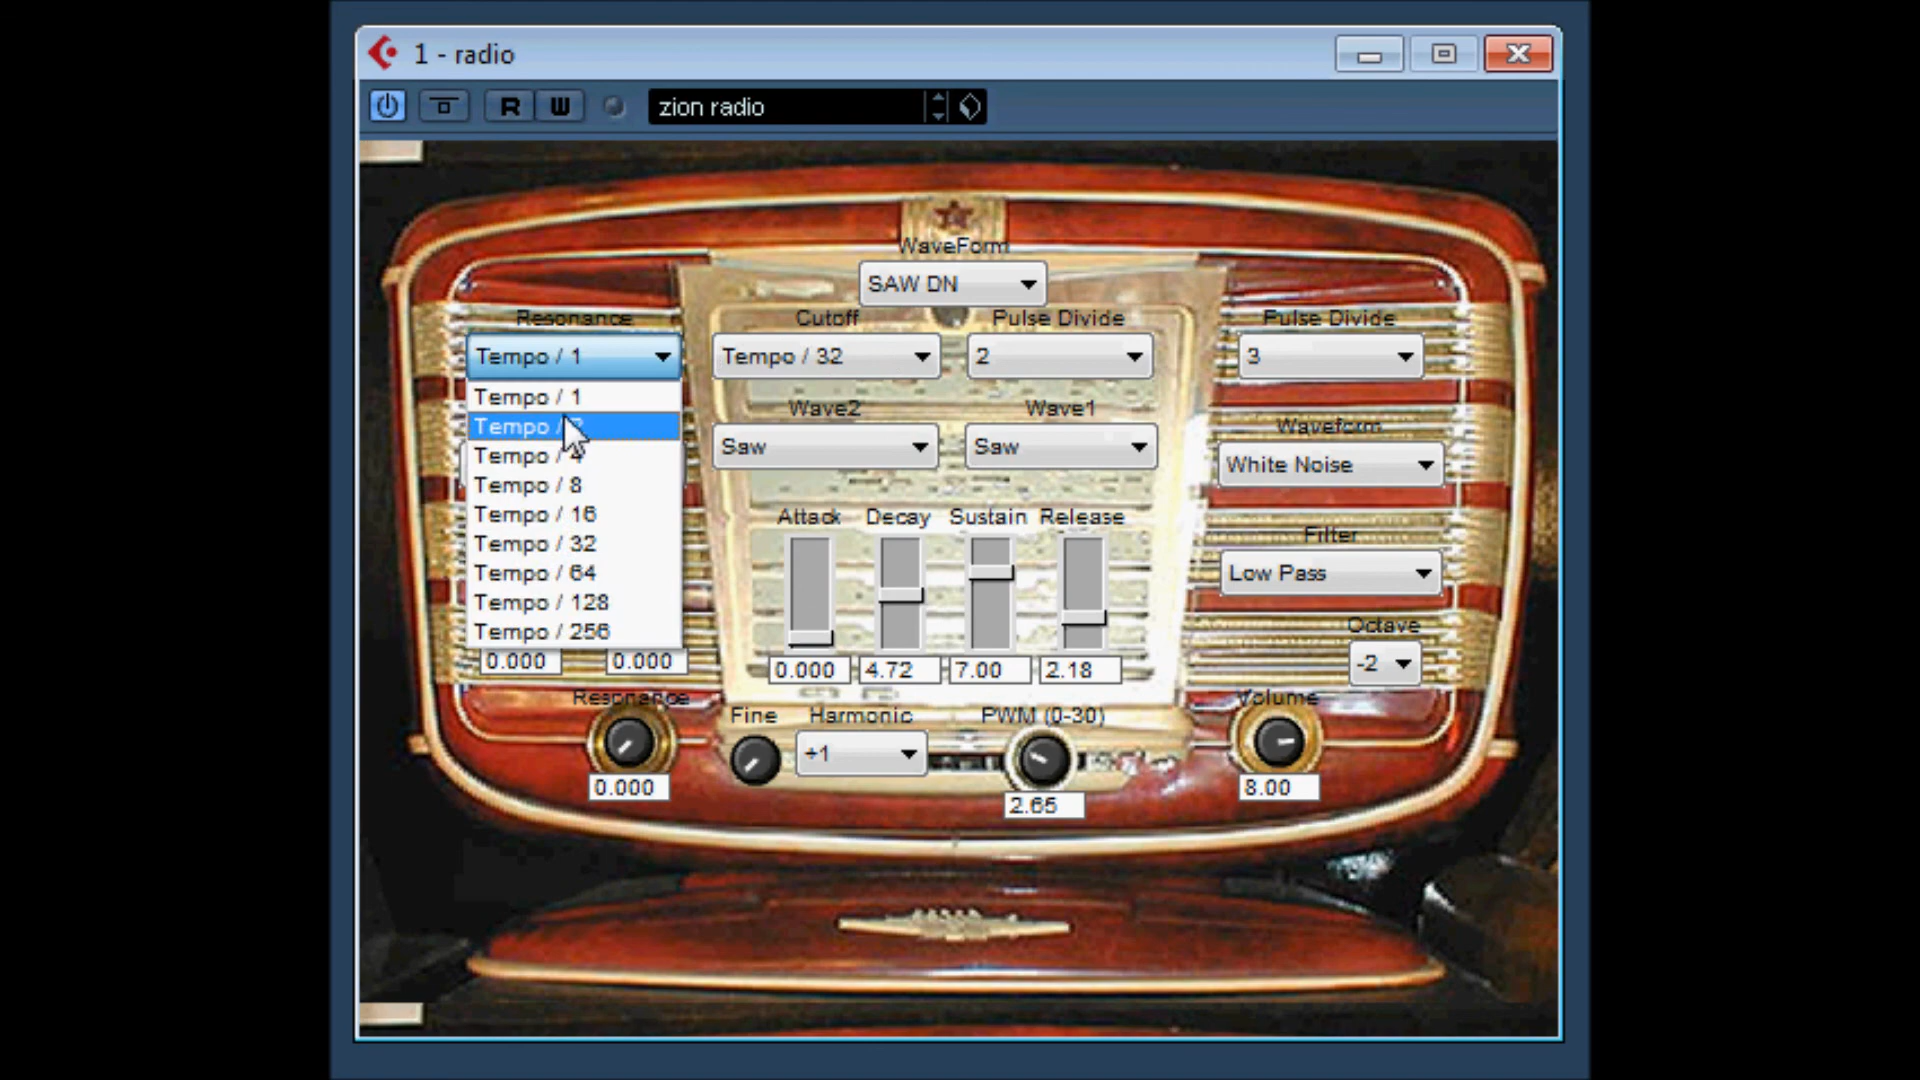 1 - radio
R W zion radio
WaveForm
SAW DN
Resonance Cutoff Pulse Divide Pulse Divide
Tempo / 1 Tempo / 32 2 3
Tempo / 1
Tempo /
Tempo / 4
Tempo / 8
Tempo / 16
Tempo / 32
Tempo / 64
Tempo / 128
Tempo / 256
Wave2 Wave1
Saw Saw
Waveform
White Noise
Attack Decay Sustain Release
Filter
Low Pass
Octave
-2
0.000 0.000
0.000 4.72 7.00 2.18
Resonance Fine Harmonic PWM (0-30) Volume
+1
0.000 2.65 8.00